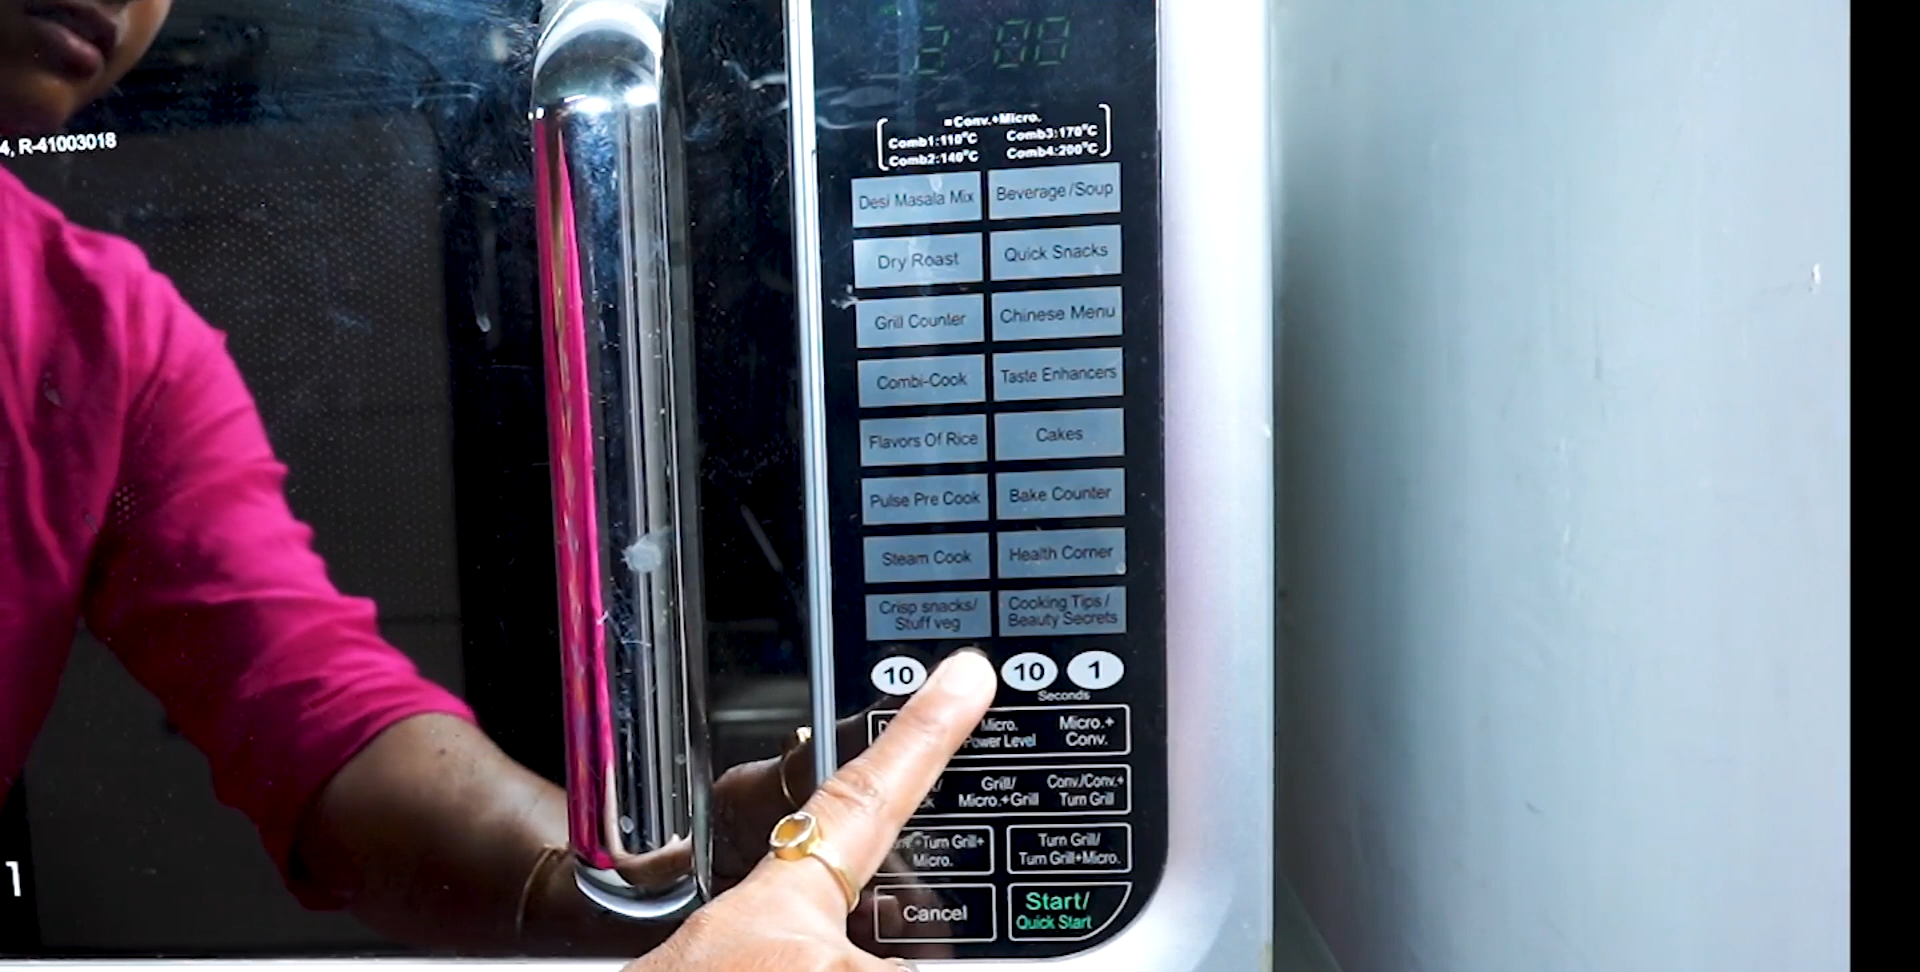 3 00
4, R-41003018
=Conv.+Micro.
Comb1:110°C Comb3:170°C
Comb2:140°C Comb4:200°C
Desi Masala Mix Beverage/Soup
Dry Roast Quick Snacks
Grill Counter Chinese Menu
Combi-Cook Taste Enhancers
Flavors Of Rice Cakes
Pulse Pre Cook Bake Counter
Steam Cook Health Corner
Crisp snacks/ Cooking Tips/
Stuff veg Beauty Secrets
10 10 1
Seconds
Micro. Micro.+
Power Level Conv.
Grill/ Conv./Conv.+
Micro.+Grill Turn Grill
Turn Grill+ Turn Grill/
Micro. Turn Grill+Micro.
Cancel Start/
Quick Start
1